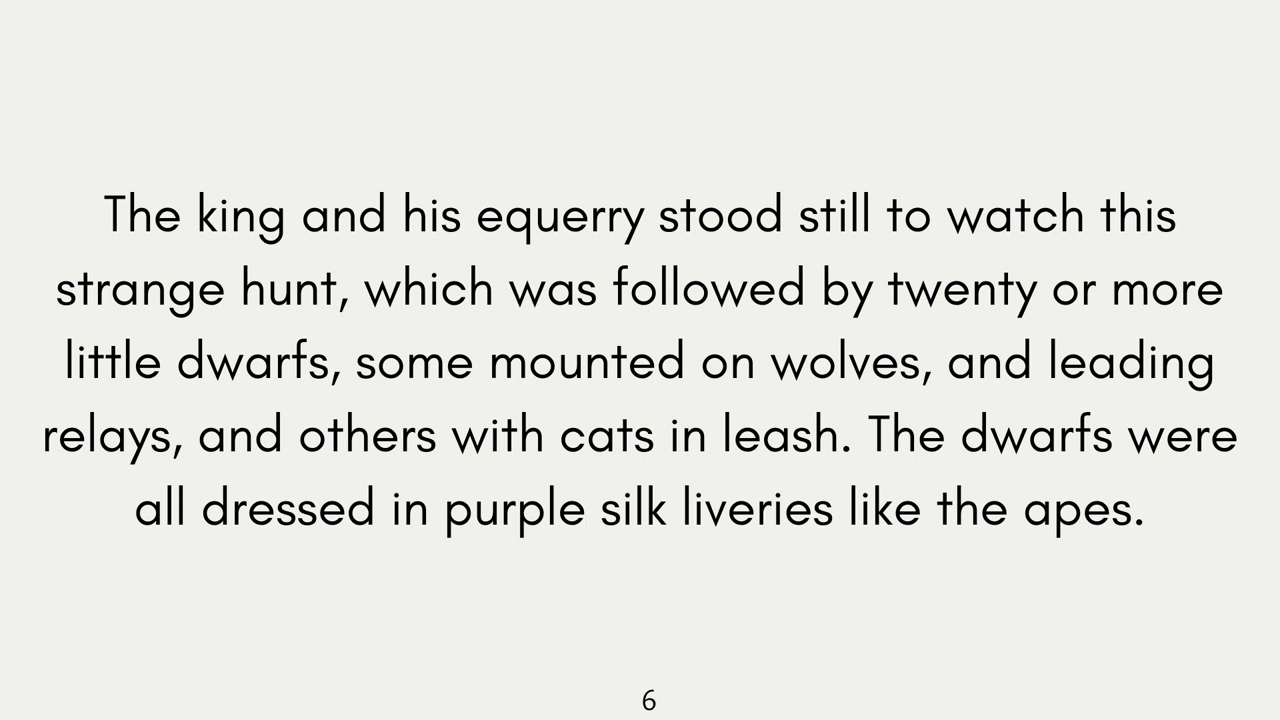 The king and his equerry stood still to watch this
strange hunt, which was followed by twenty or more
little dwarfs, some mounted on wolves, and leading
relays, and others with cats in leash. The dwarfs were
all dressed in purple silk liveries like the apes.
6